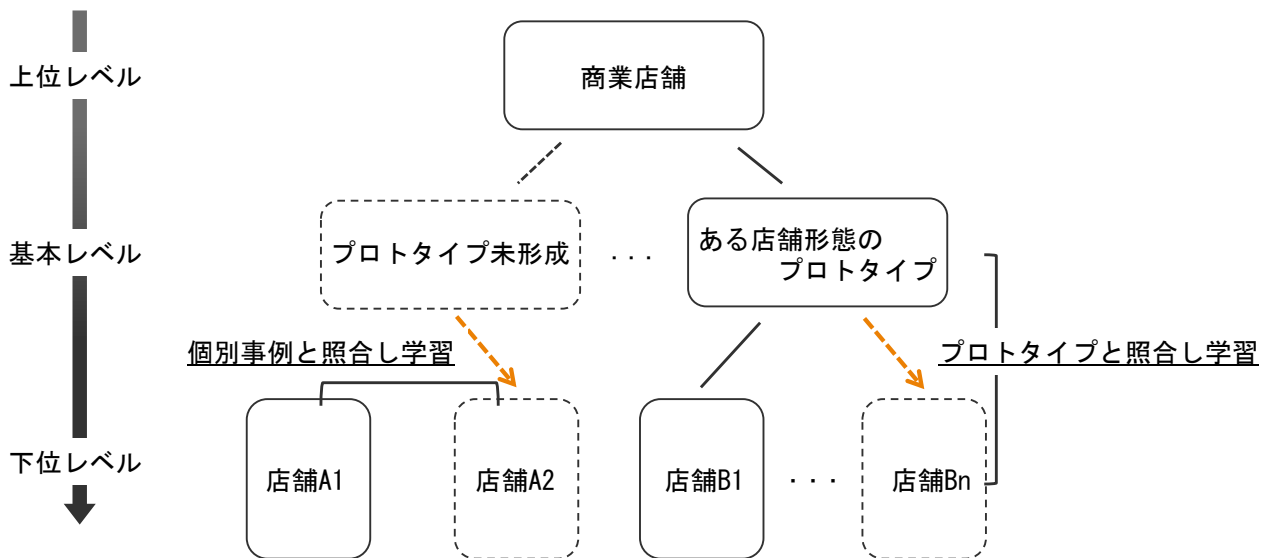 商業店舗
上位レベル
プロトタイプ未形成
・・・
ある店舗形態の
プロトタイプ
基本レベル
個別事例と照合し学習
プロトタイプと照合し学習
下位レベル
店舗A1
店舗A2
店舗B1
・・・
店舗Bn